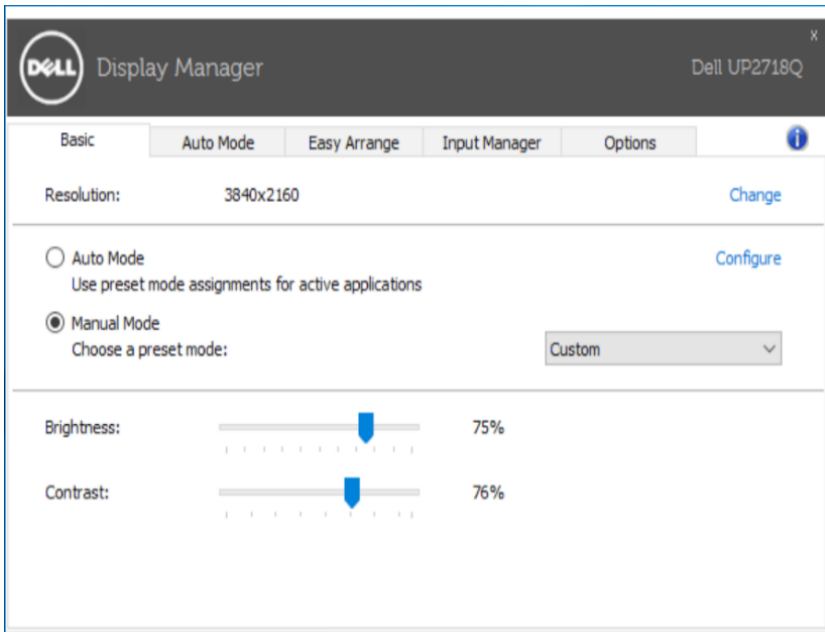 x
DELL Display Manager Dell UP2718Q
Basic Auto Mode Easy Arrange Input Manager Options i
Resolution: 3840x2160 Change
Auto Mode Configure
Use preset mode assignments for active applications
Manual Mode
Choose a preset mode: Custom
Brightness: 75%
Contrast: 76%